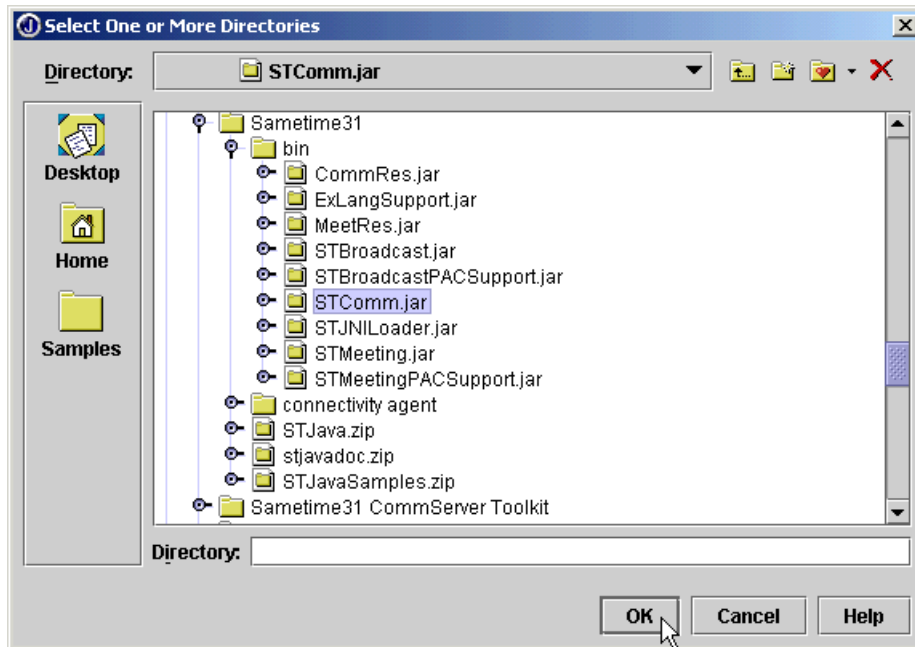 Select One or More Directories
Directory: STComm.jar
Desktop
Home
Samples
Sametime31
bin
CommRes.jar
ExLangSupport.jar
MeetRes.jar
STBroadcast.jar
STBroadcastPACSupport.jar
STComm.jar
STJNILoader.jar
STMeeting.jar
STMeetingPACSupport.jar
connectivity agent
STJava.zip
stjavadoc.zip
STJavaSamples.zip
Sametime31 CommServer Toolkit
Directory:
OK Cancel Help